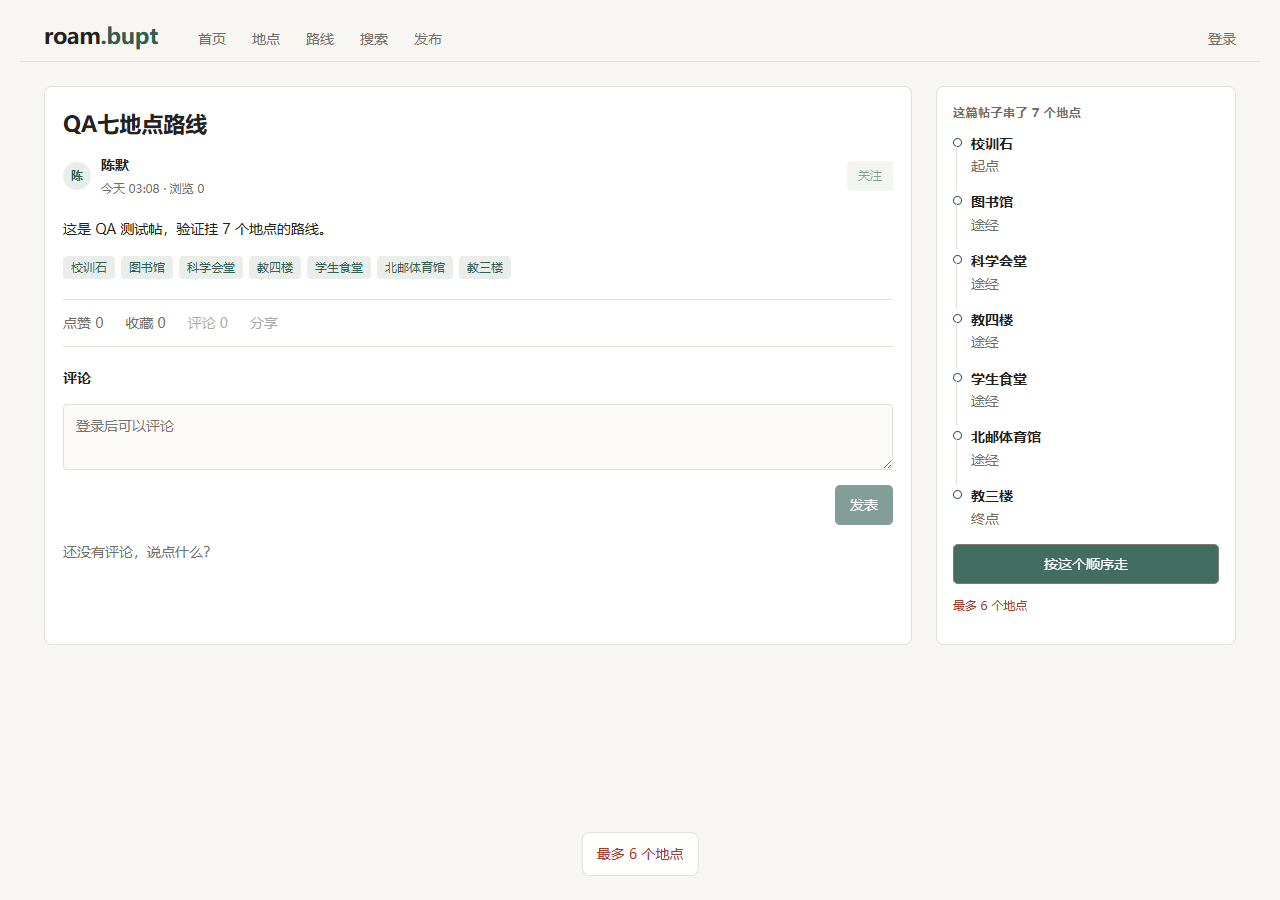 roam.bupt 首页 地点 路线 搜索 发布 登录
QA七地点路线
陈
陈默
今天 03:08 · 浏览 0
关注
这是 QA 测试帖，验证挂 7 个地点的路线。
校训石 图书馆 科学会堂 教四楼 学生食堂 北邮体育馆 教三楼
点赞 0 收藏 0 评论 0 分享
评论
登录后可以评论
发表
还没有评论，说点什么？
这篇帖子串了 7 个地点
校训石
起点
图书馆
途经
科学会堂
途经
教四楼
途经
学生食堂
途经
北邮体育馆
途经
教三楼
终点
按这个顺序走
最多 6 个地点
最多 6 个地点